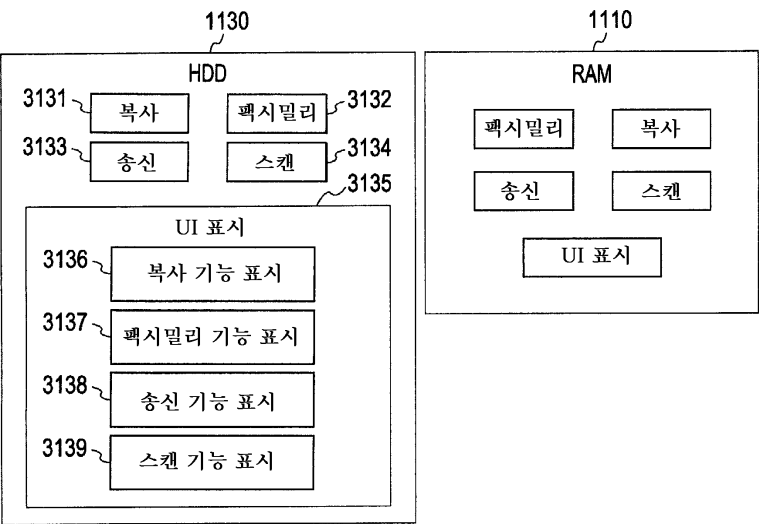 1130
HDD
3131
복사
팩시밀리
3132
3133
송신
스캔
3134
3135
UI 표시
3136
복사 기능 표시
3137
팩시밀리 기능 표시
3138
송신 기능 표시
3139
스캔 기능 표시
1110
RAM
팩시밀리
복사
송신
스캔
UI 표시